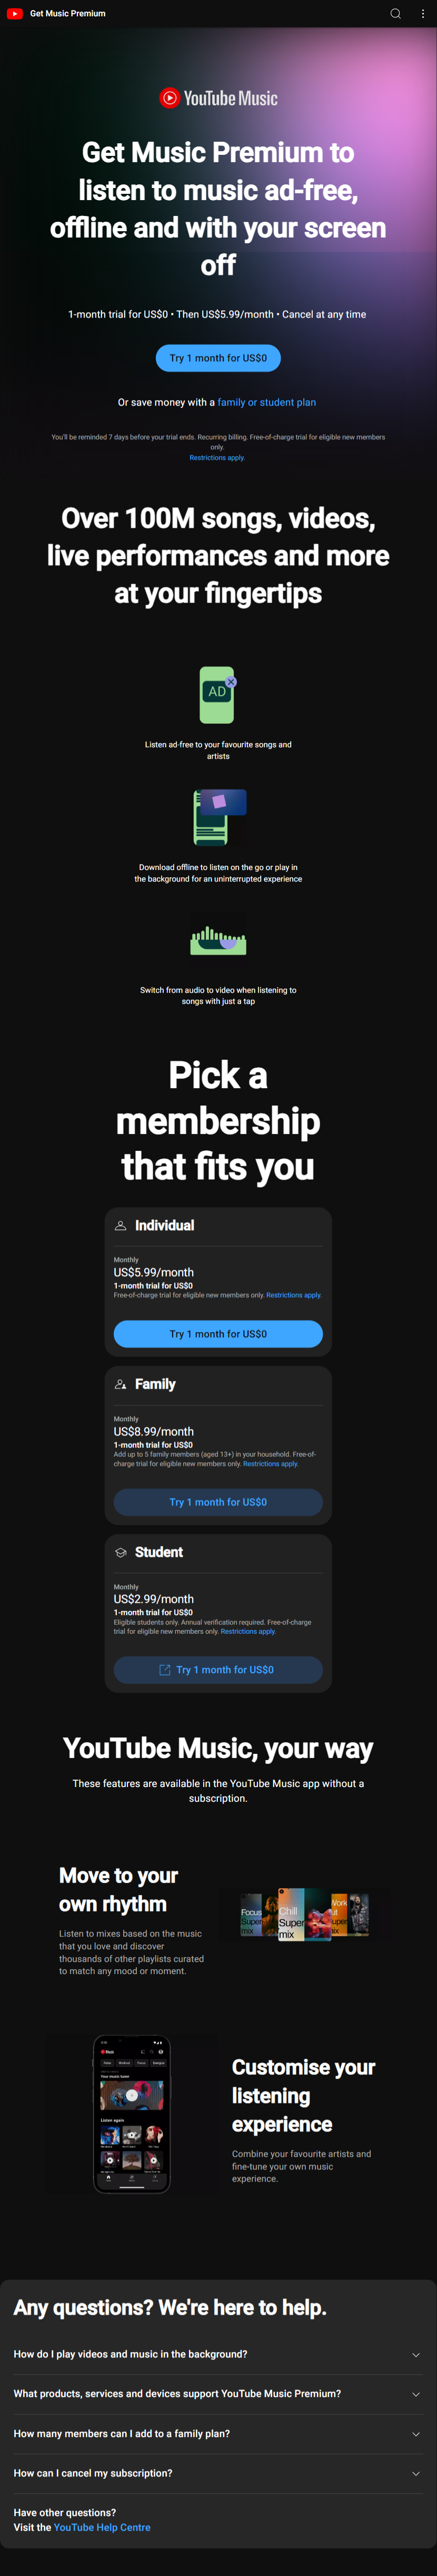 Get Music Premium
YouTube Music
Get Music Premium to
listen to music ad-free,
offline and with your screen
off
1-month trial for US$0 • Then US$5.99/month • Cancel at any time
Try 1 month for US$0
Or save money with a family or student plan
You'll be reminded 7 days before your trial ends. Recurring billing. Free-of-charge trial for eligible new members
only.
Restrictions apply.
Over 100M songs, videos,
live performances and more
at your fingertips
AD
Listen ad-free to your favourite songs and
artists
Download offline to listen on the go or play in
the background for an uninterrupted experience
Switch from audio to video when listening to
songs with just a tap
Pick a
membership
that fits you
Individual
Monthly
US$5.99/month
1-month trial for US$0
Free-of-charge trial for eligible new members only. Restrictions apply.
Try 1 month for US$0
Family
Monthly
US$8.99/month
1-month trial for US$0
Add up to 5 family members (aged 13+) in your household. Free-of-
charge trial for eligible new members only. Restrictions apply.
Try 1 month for US$0
Student
Monthly
US$2.99/month
1-month trial for US$0
Eligible students only. Annual verification required. Free-of-charge
trial for eligible new members only. Restrictions apply.
Try 1 month for US$0
YouTube Music, your way
These features are available in the YouTube Music app without a
subscription.
Move to your
own rhythm
Listen to mixes based on the music
that you love and discover
thousands of other playlists curated
to match any mood or moment.
Focus
Super
mix
Chill
Super
mix
Work
ut
uper
mix
Music
Your music tuner
Listen again
Customise your
listening
experience
Combine your favourite artists and
fine-tune your own music
experience.
Any questions? We're here to help.
How do I play videos and music in the background?
What products, services and devices support YouTube Music Premium?
How many members can I add to a family plan?
How can I cancel my subscription?
Have other questions?
Visit the YouTube Help Centre